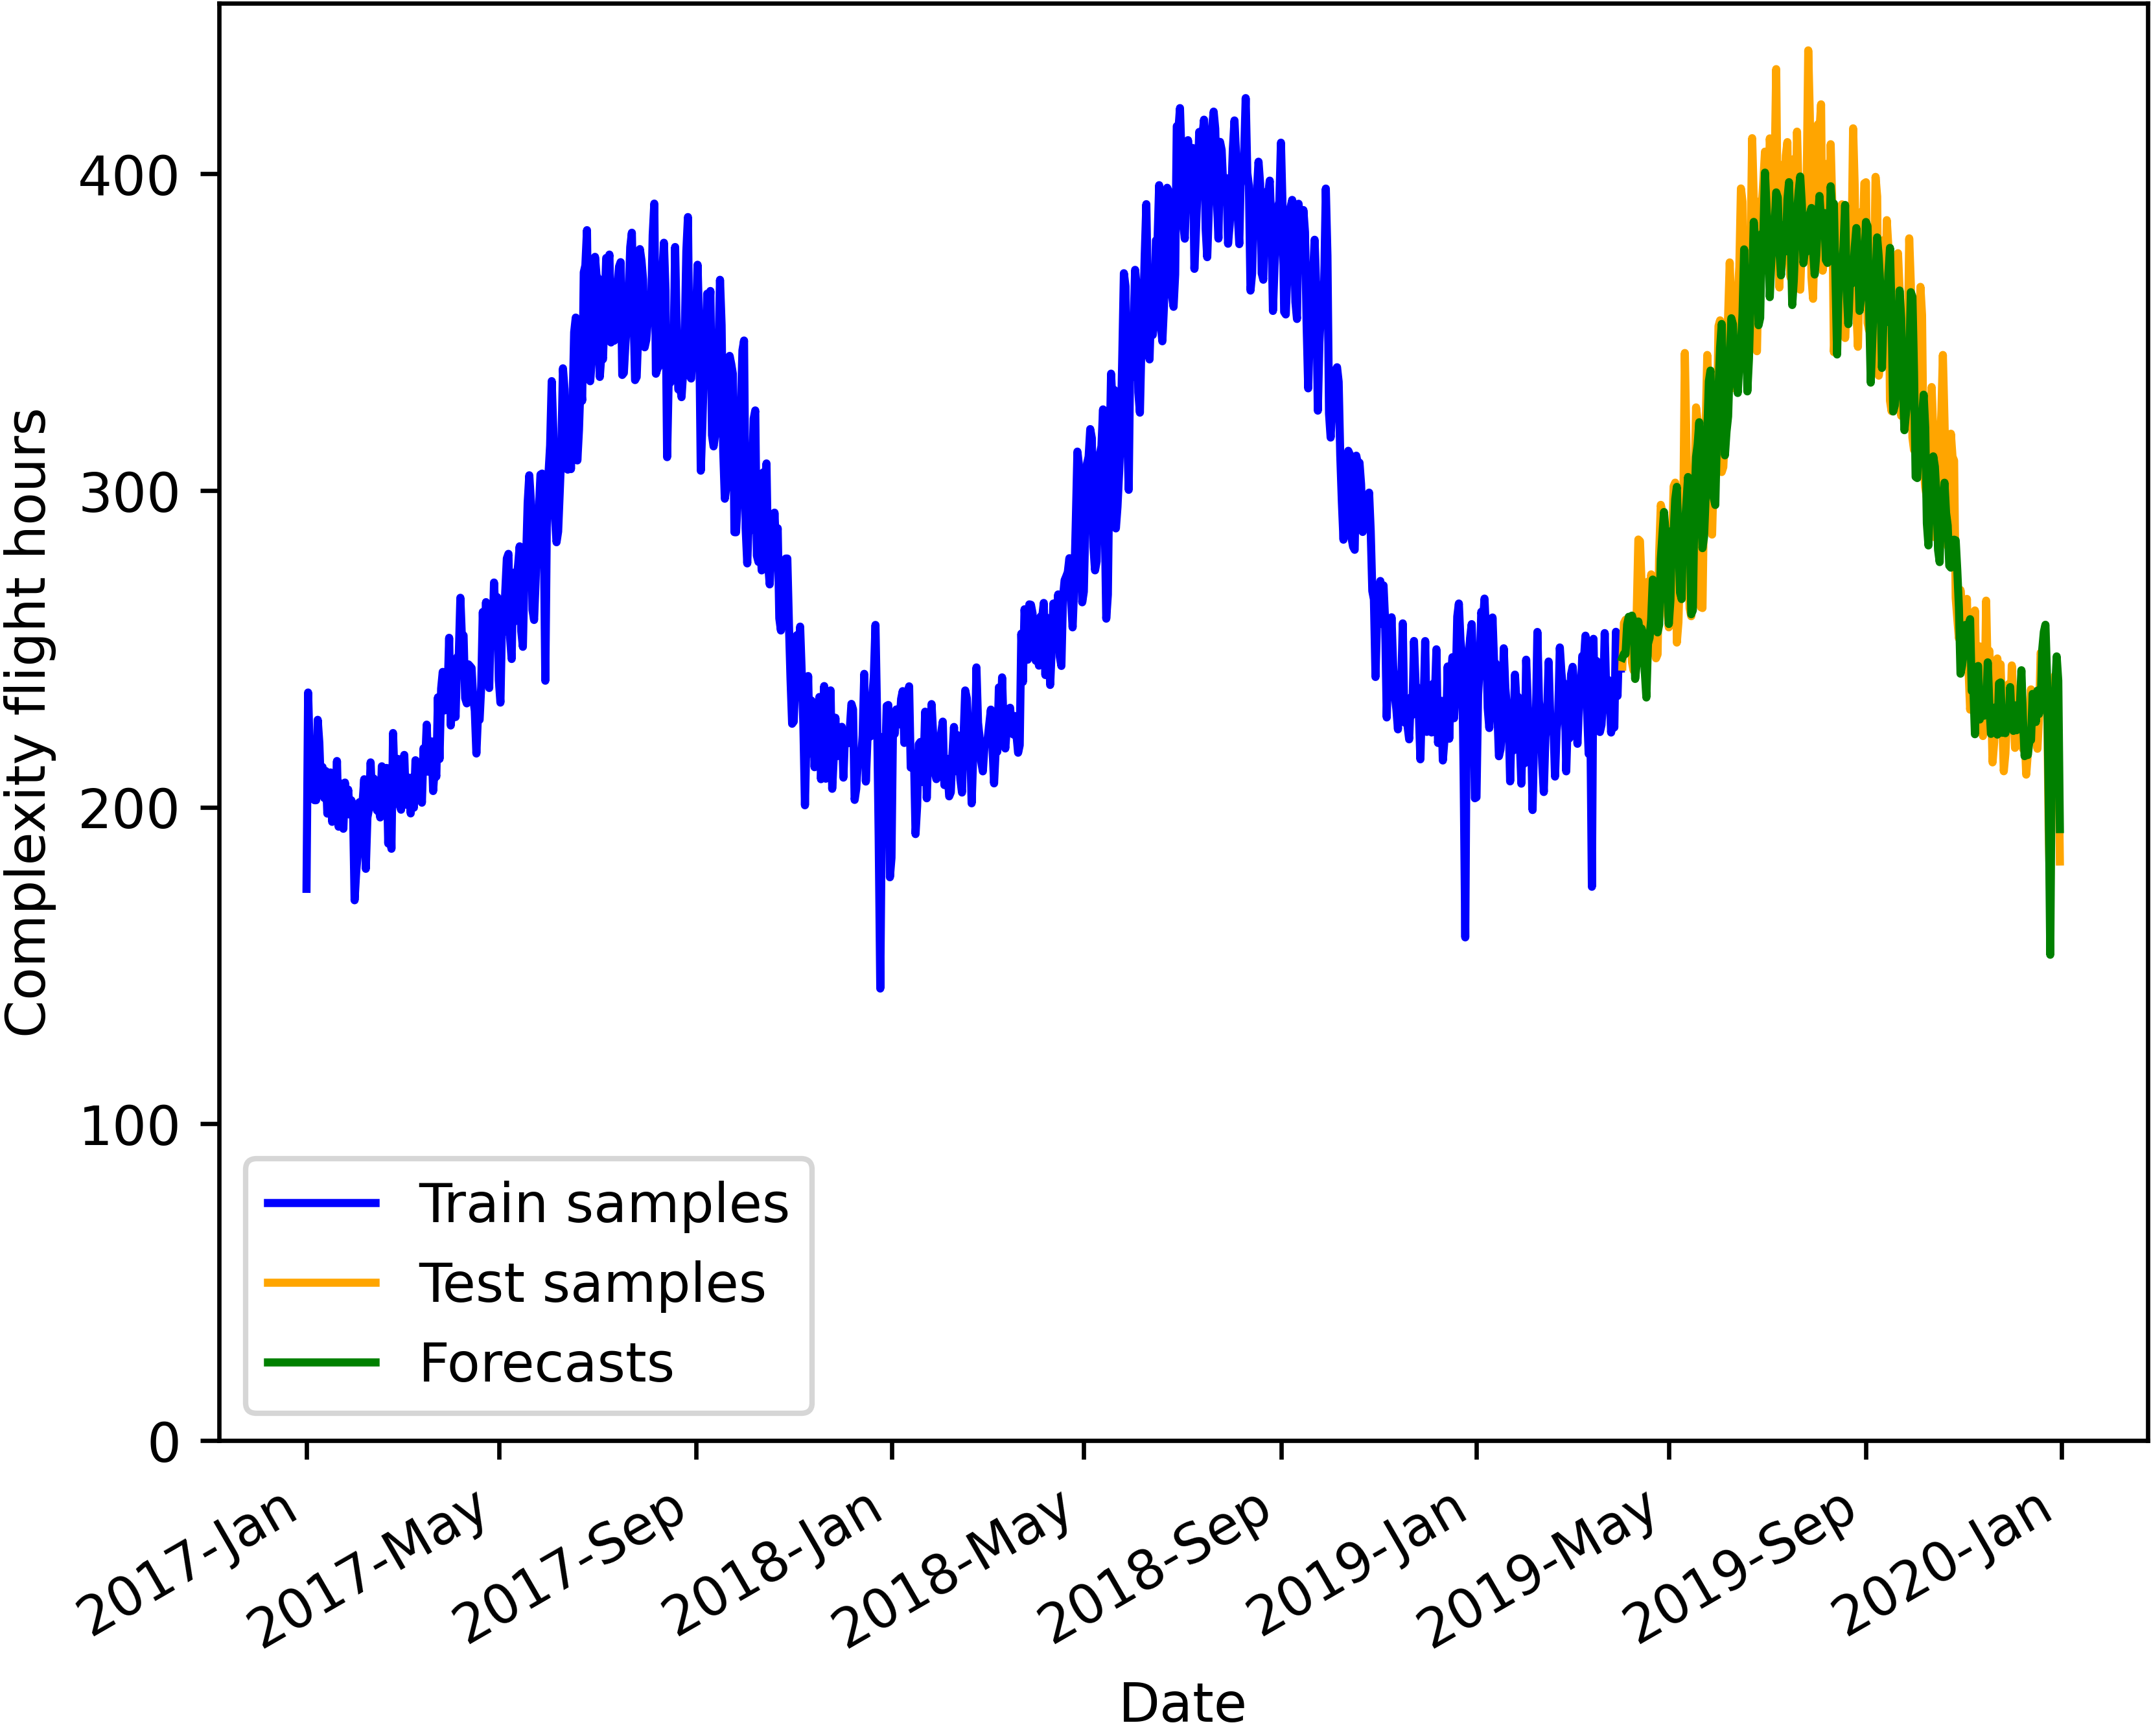 Complexity flight hours
400
300
200
100
0
Train samples
Test samples
Forecasts
2017-Jan
2017-May
2017-Sep
2018-Jan
2018-May
2018-Sep
2019-Jan
2019-May
2019-Sep
2020-Jan
Date